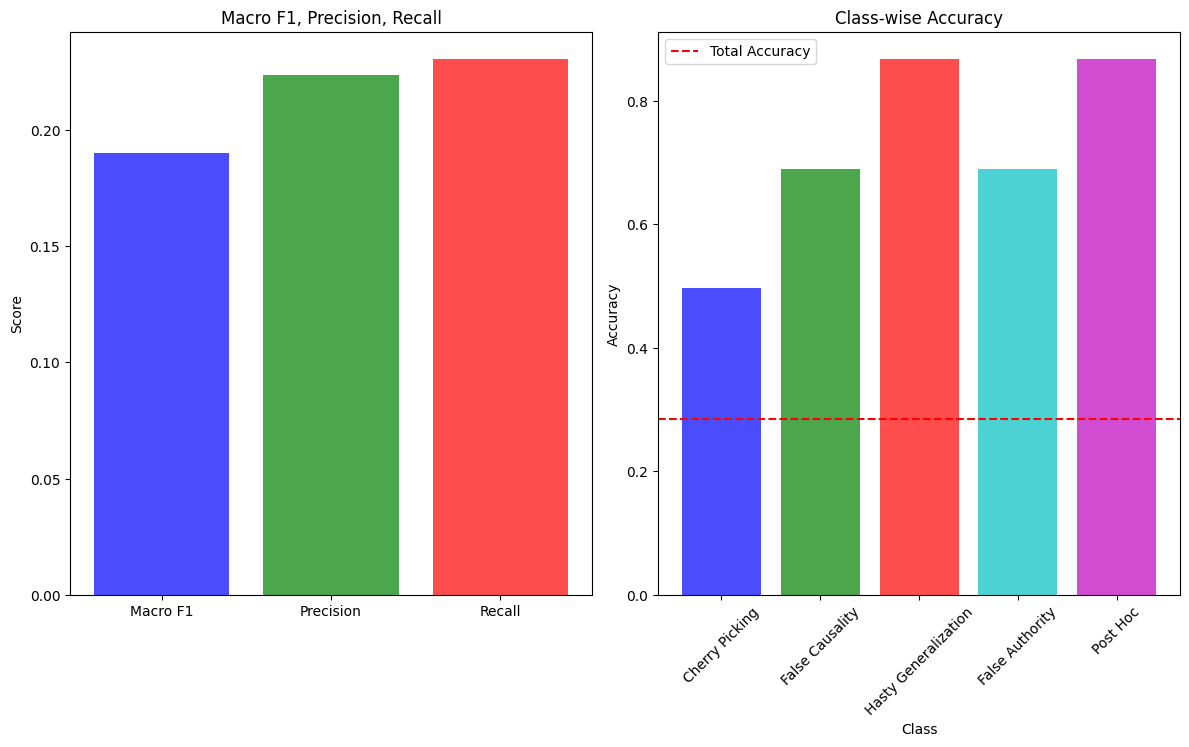 Macro F1, Precision, Recall
Score
0.20
0.15
0.10
0.05
0.00
Macro F1
Precision
Recall
Class-wise Accuracy
Total Accuracy
Accuracy
0.8
0.6
0.4
0.2
0.0
Cherry Picking
False Causality
Hasty Generalization
False Authority
Post Hoc
Class